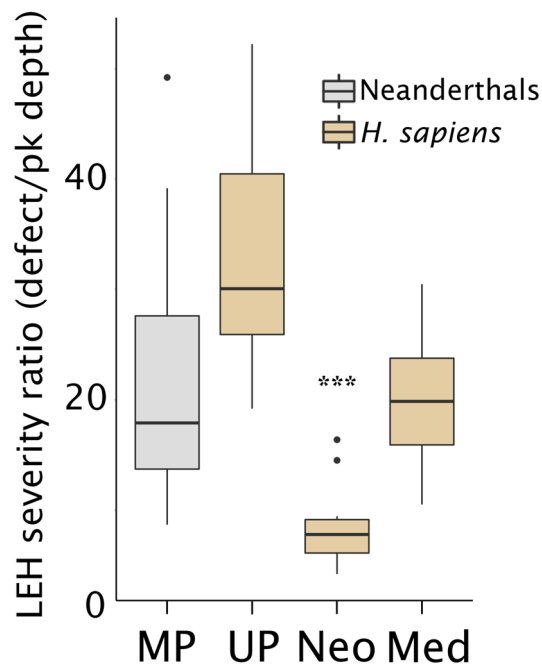 LEH severity ratio (defect/pk depth)
Neanderthals
H. sapiens
40
20
0
***
MP UP Neo Med